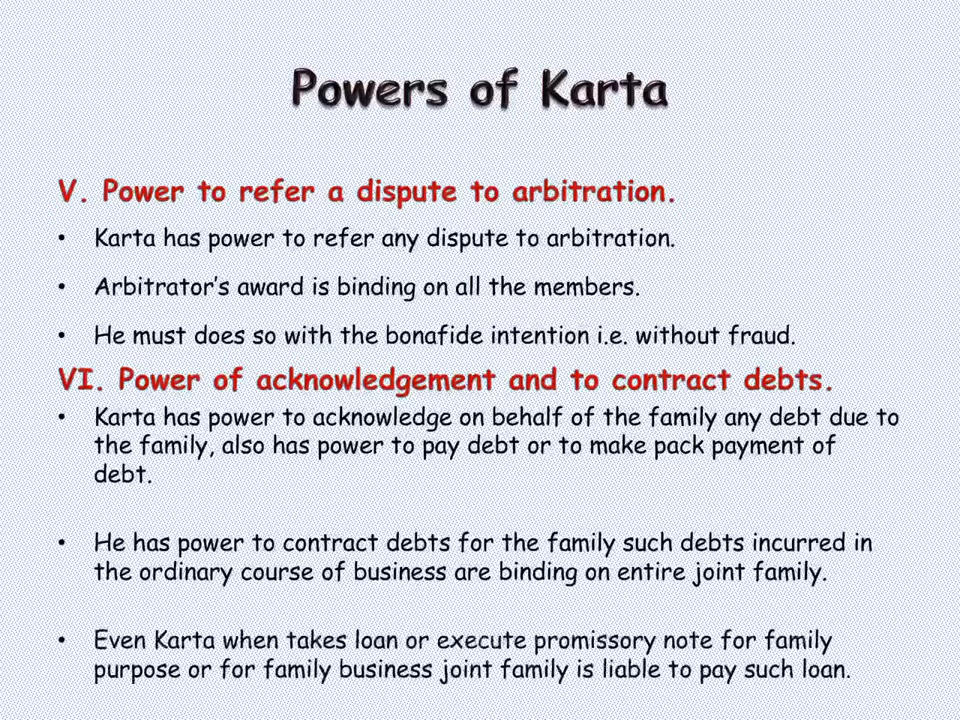 Powers of Karta
V. Power to refer a dispute to arbitration.
• Karta has power to refer any dispute to arbitration.
• Arbitrator's award is binding on all the members.
• He must does so with the bonafide intention i.e. without fraud.
VI. Power of acknowledgement and to contract debts.
• Karta has power to acknowledge on behalf of the family any debt due to
the family, also has power to pay debt or to make pack payment of
debt.
• He has power to contract debts for the family such debts incurred in
the ordinary course of business are binding on entire joint family.
• Even Karta when takes loan or execute promissory note for family
purpose or for family business joint family is liable to pay such loan.